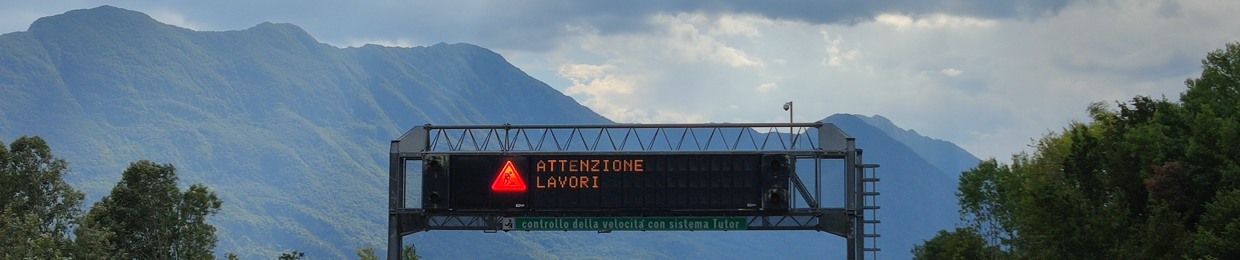 ATTENZIONE
LAVORI
controllo della velocità con sistema Tutor